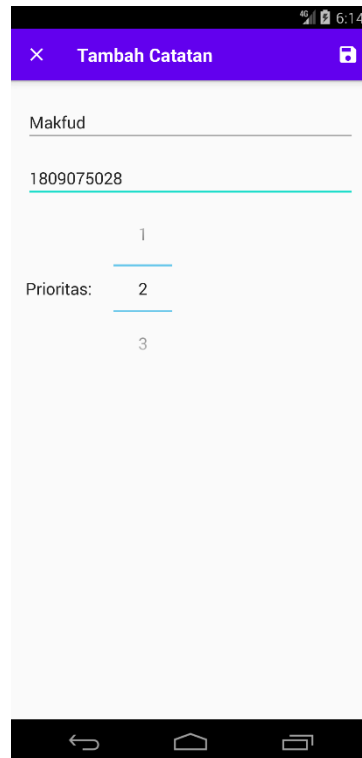 4G 6:14
Tambah Catatan
Makfud
1809075028
1
Prioritas: 2
3